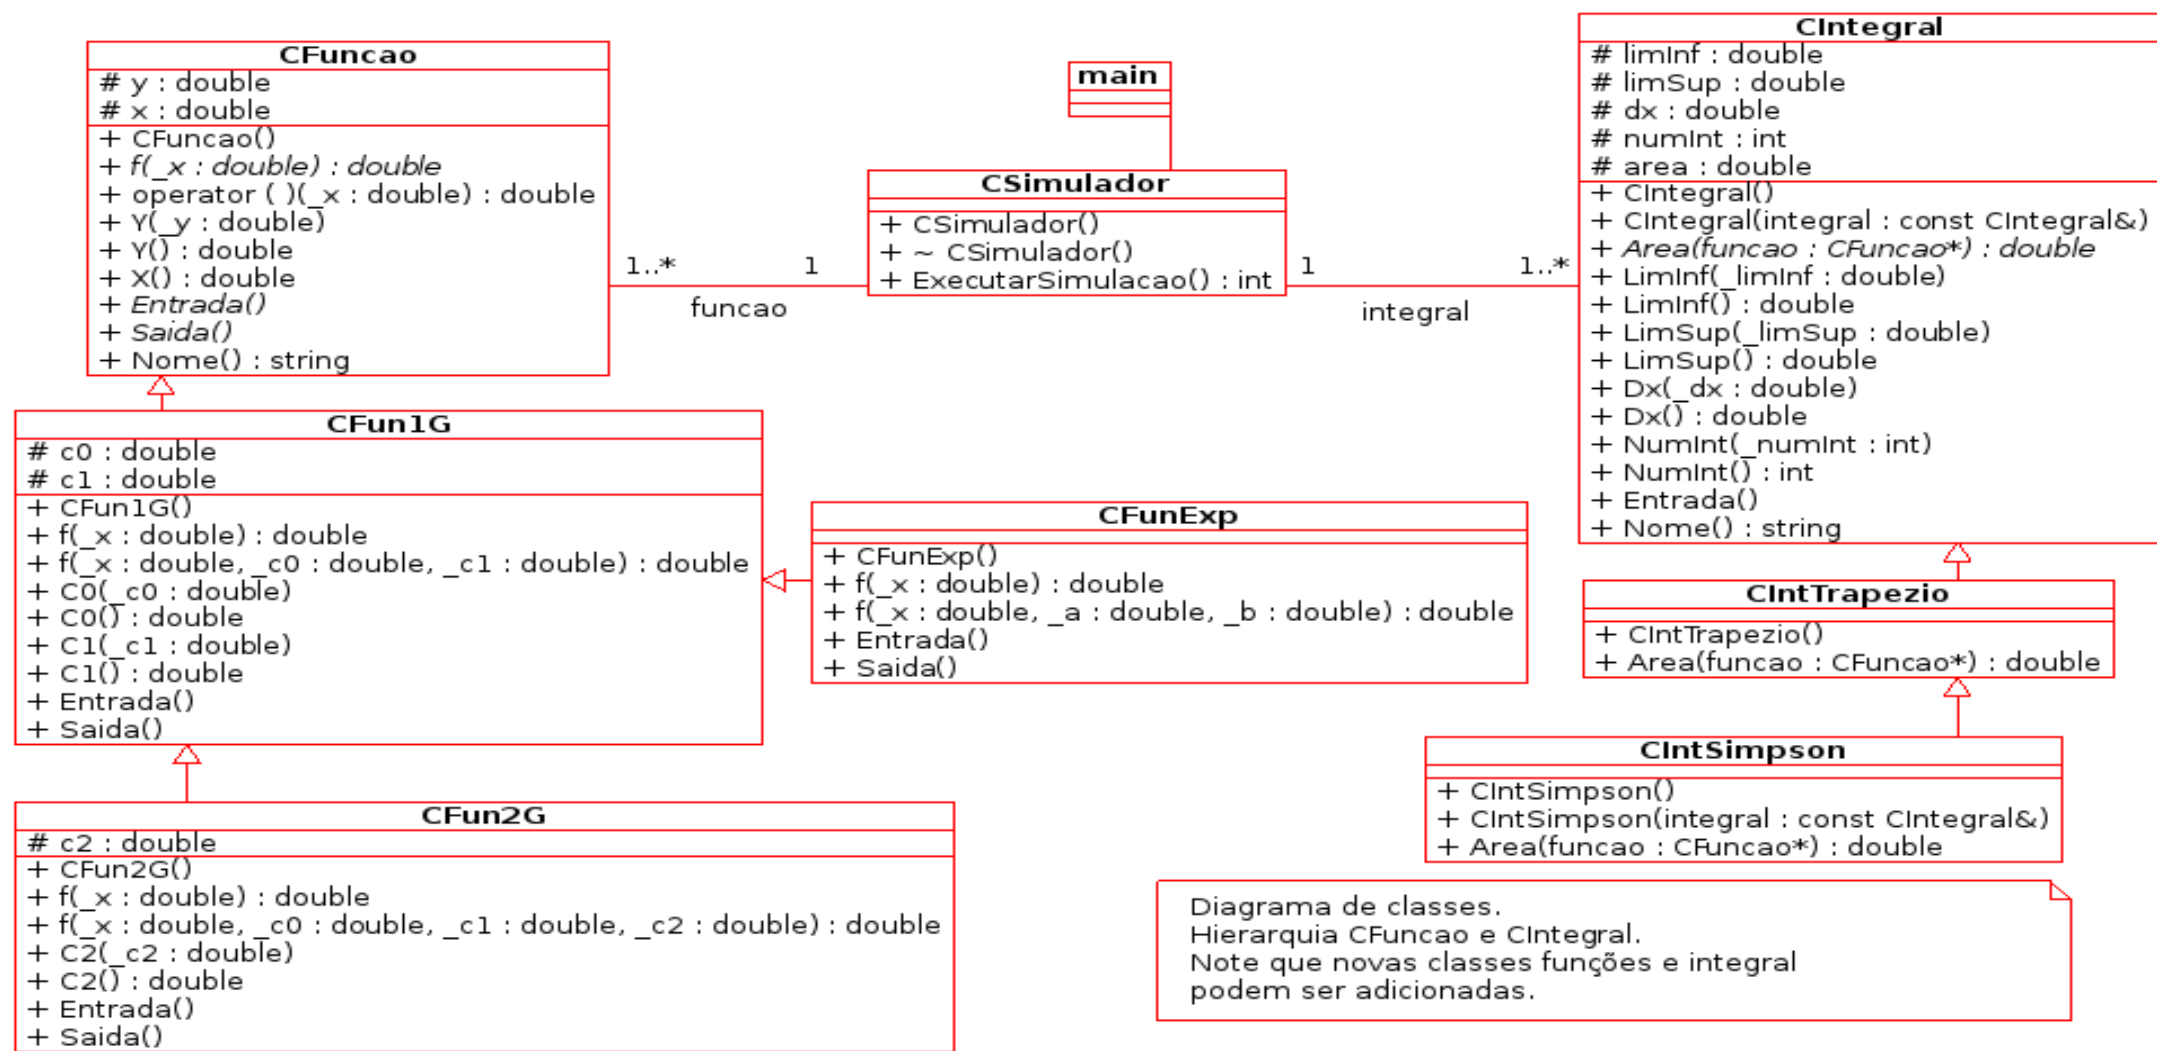 CFuncao
# y : double
# x : double
+ CFuncao()
+ f(_x : double) : double
+ operator ( )(_x : double) : double
+ Y(_y : double)
+ Y() : double
+ X() : double
+ Entrada()
+ Saida()
+ Nome() : string
main
CSimulador
+ CSimulador()
+ ~ CSimulador()
+ ExecutarSimulacao() : int
1..*
1
funcao
1
1..*
integral
CIntegral
# limInf : double
# limSup : double
# dx : double
# numInt : int
# area : double
+ CIntegral()
+ CIntegral(integral : const CIntegral&)
+ Area(funcao : CFuncao*) : double
+ LimInf(_limInf : double)
+ LimInf() : double
+ LimSup(_limSup : double)
+ LimSup() : double
+ Dx(_dx : double)
+ Dx() : double
+ NumInt(_numInt : int)
+ NumInt() : int
+ Entrada()
+ Nome() : string
CFun1G
# c0 : double
# c1 : double
+ CFun1G()
+ f(_x : double) : double
+ f(_x : double, _c0 : double, _c1 : double) : double
+ C0(_c0 : double)
+ C0() : double
+ C1(_c1 : double)
+ C1() : double
+ Entrada()
+ Saida()
CFunExp
+ CFunExp()
+ f(_x : double) : double
+ f(_x : double, _a : double, _b : double) : double
+ Entrada()
+ Saida()
CIntTrapezio
+ CIntTrapezio()
+ Area(funcao : CFuncao*) : double
CIntSimpson
+ CIntSimpson()
+ CIntSimpson(integral : const CIntegral&)
+ Area(funcao : CFuncao*) : double
CFun2G
# c2 : double
+ CFun2G()
+ f(_x : double) : double
+ f(_x : double, _c0 : double, _c1 : double, _c2 : double) : double
+ C2(_c2 : double)
+ C2() : double
+ Entrada()
+ Saida()
Diagrama de classes.
Hierarquia CFuncao e CIntegral.
Note que novas classes funções e integral
podem ser adicionadas.